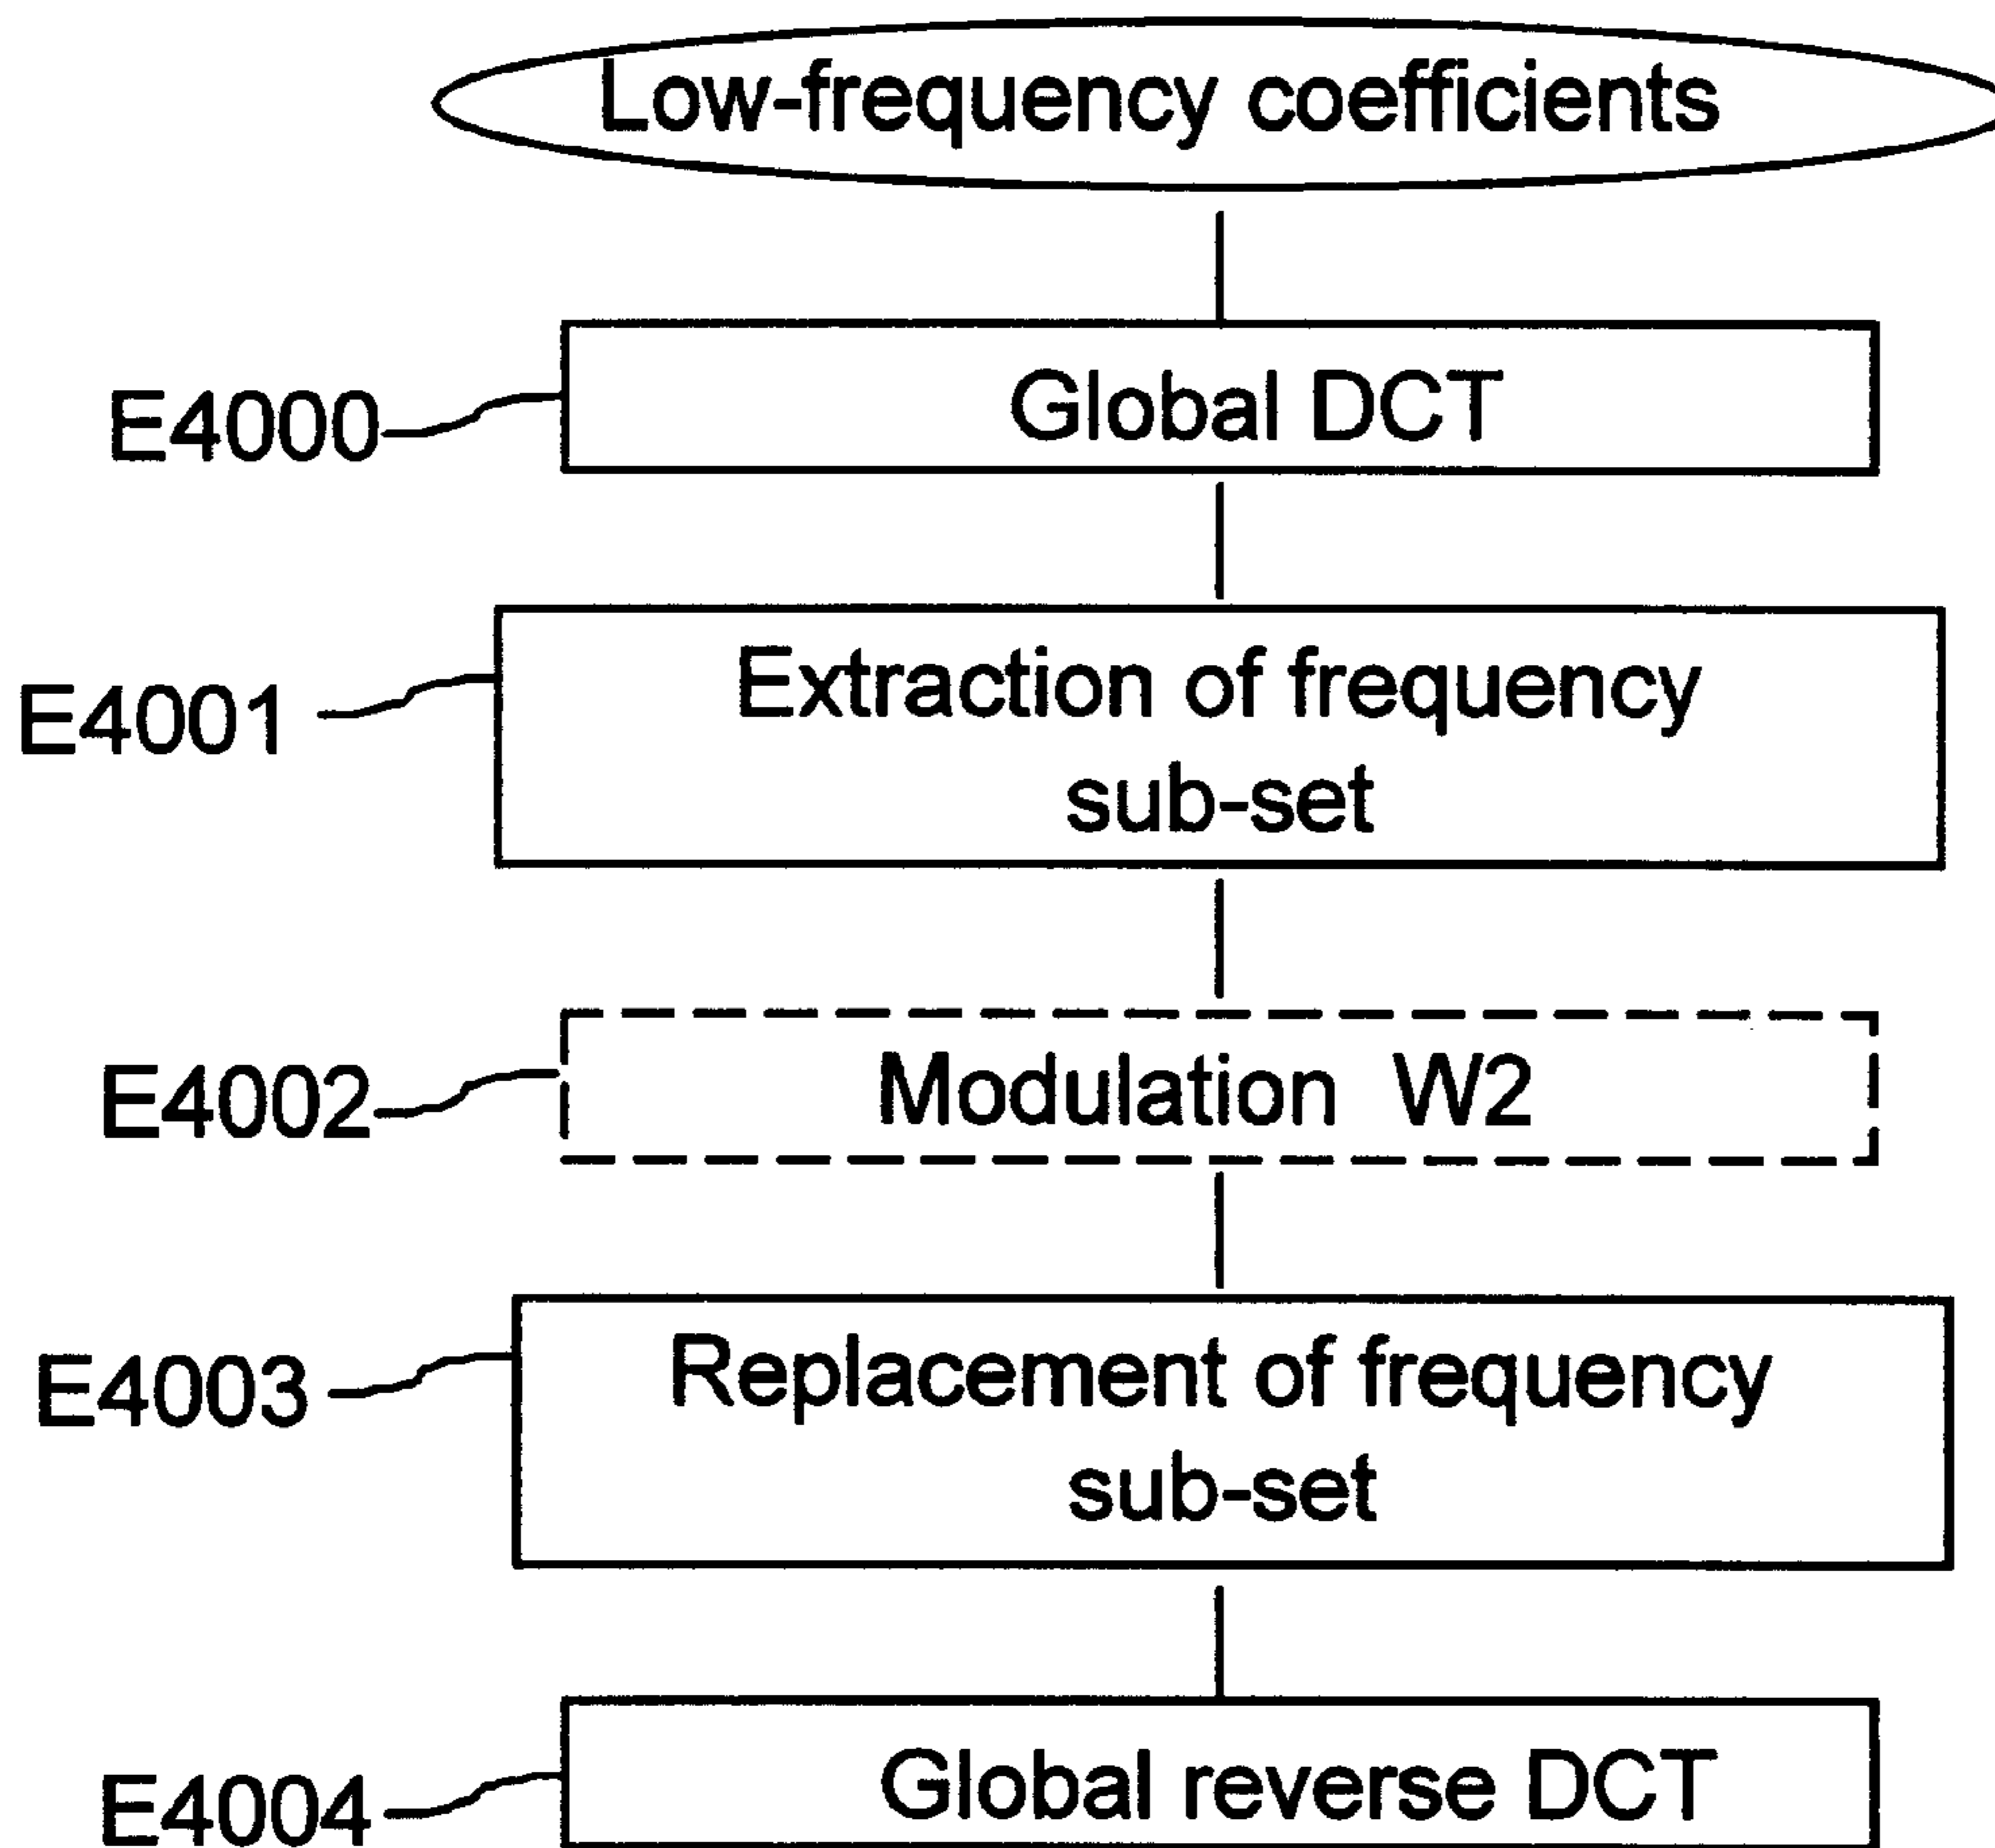 Low-frequency coefficients
E4000
Global DCT
E4001
Extraction of frequency
sub-set
E4002
Modulation W2
E4003
Replacement of frequency
sub-set
E4004
Global reverse DCT